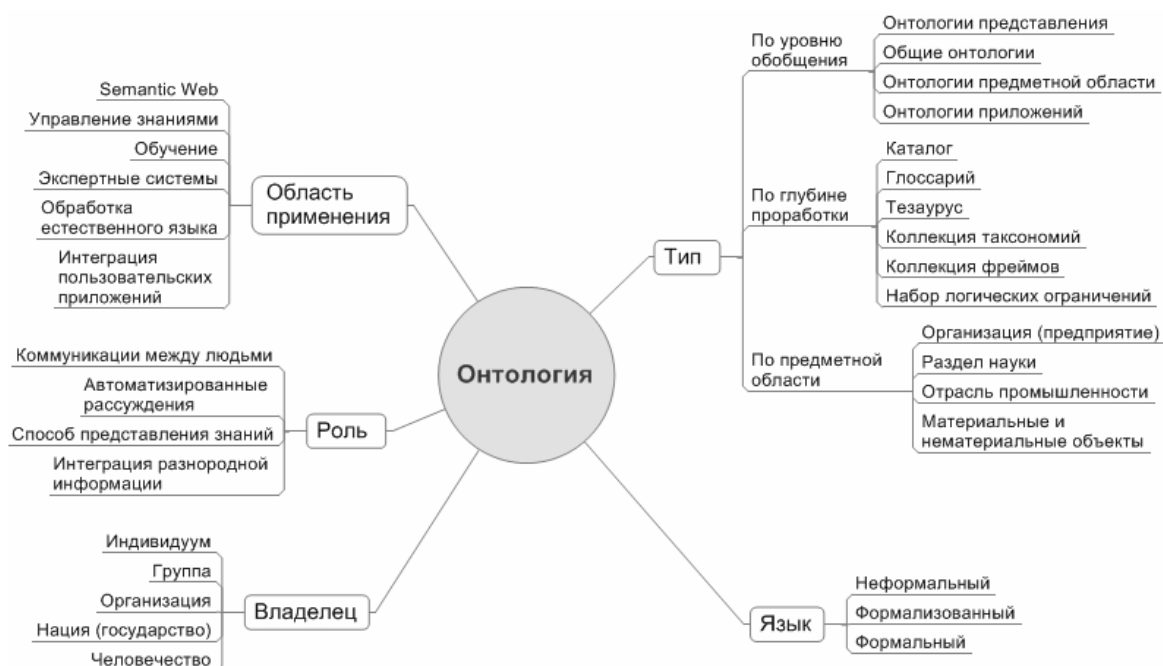 Онтология
Область
применения
Semantic Web
Управление знаниями
Обучение
Экспертные системы
Обработка
естественного языка
Интеграция
пользовательских
приложений
Роль
Коммуникации между людьми
Автоматизированные
рассуждения
Способ представления знаний
Интеграция разнородной
информации
Владелец
Индивидуум
Группа
Организация
Нация (государство)
Человечество
Тип
По уровню
обобщения
Онтологии представления
Общие онтологии
Онтологии предметной области
Онтологии приложений
По глубине
проработки
Каталог
Глоссарий
Тезаурус
Коллекция таксономий
Коллекция фреймов
Набор логических ограничений
По предметной
области
Организация (предприятие)
Раздел науки
Отрасль промышленности
Материальные и
нематериальные объекты
Язык
Неформальный
Формализованный
Формальный